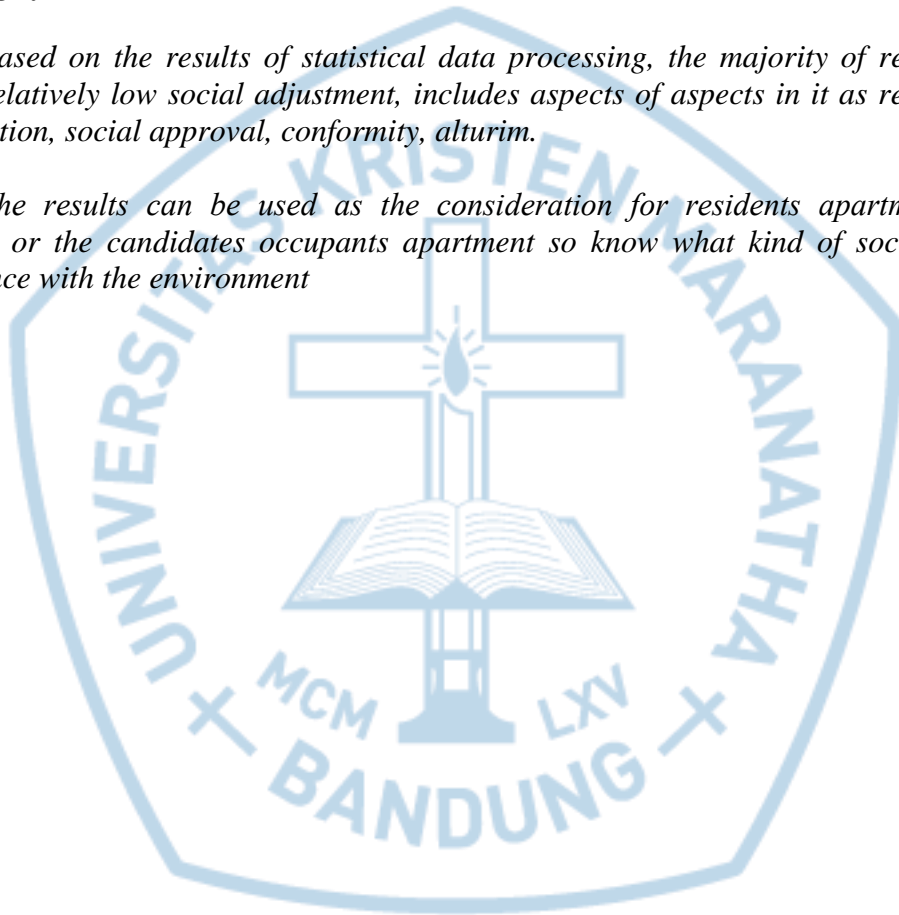 ased on the results of statistical data processing, the majority of re
elatively low social adjustment, includes aspects of aspects in it as re
tion, social approval, conformity, alturim.
he results can be used as the consideration for residents apartm
or the candidates occupants apartment so know what kind of soc
nce with the environment
UNIVERSITAS KRISTEN MARANATHA
MCM LXV
BANDUNG